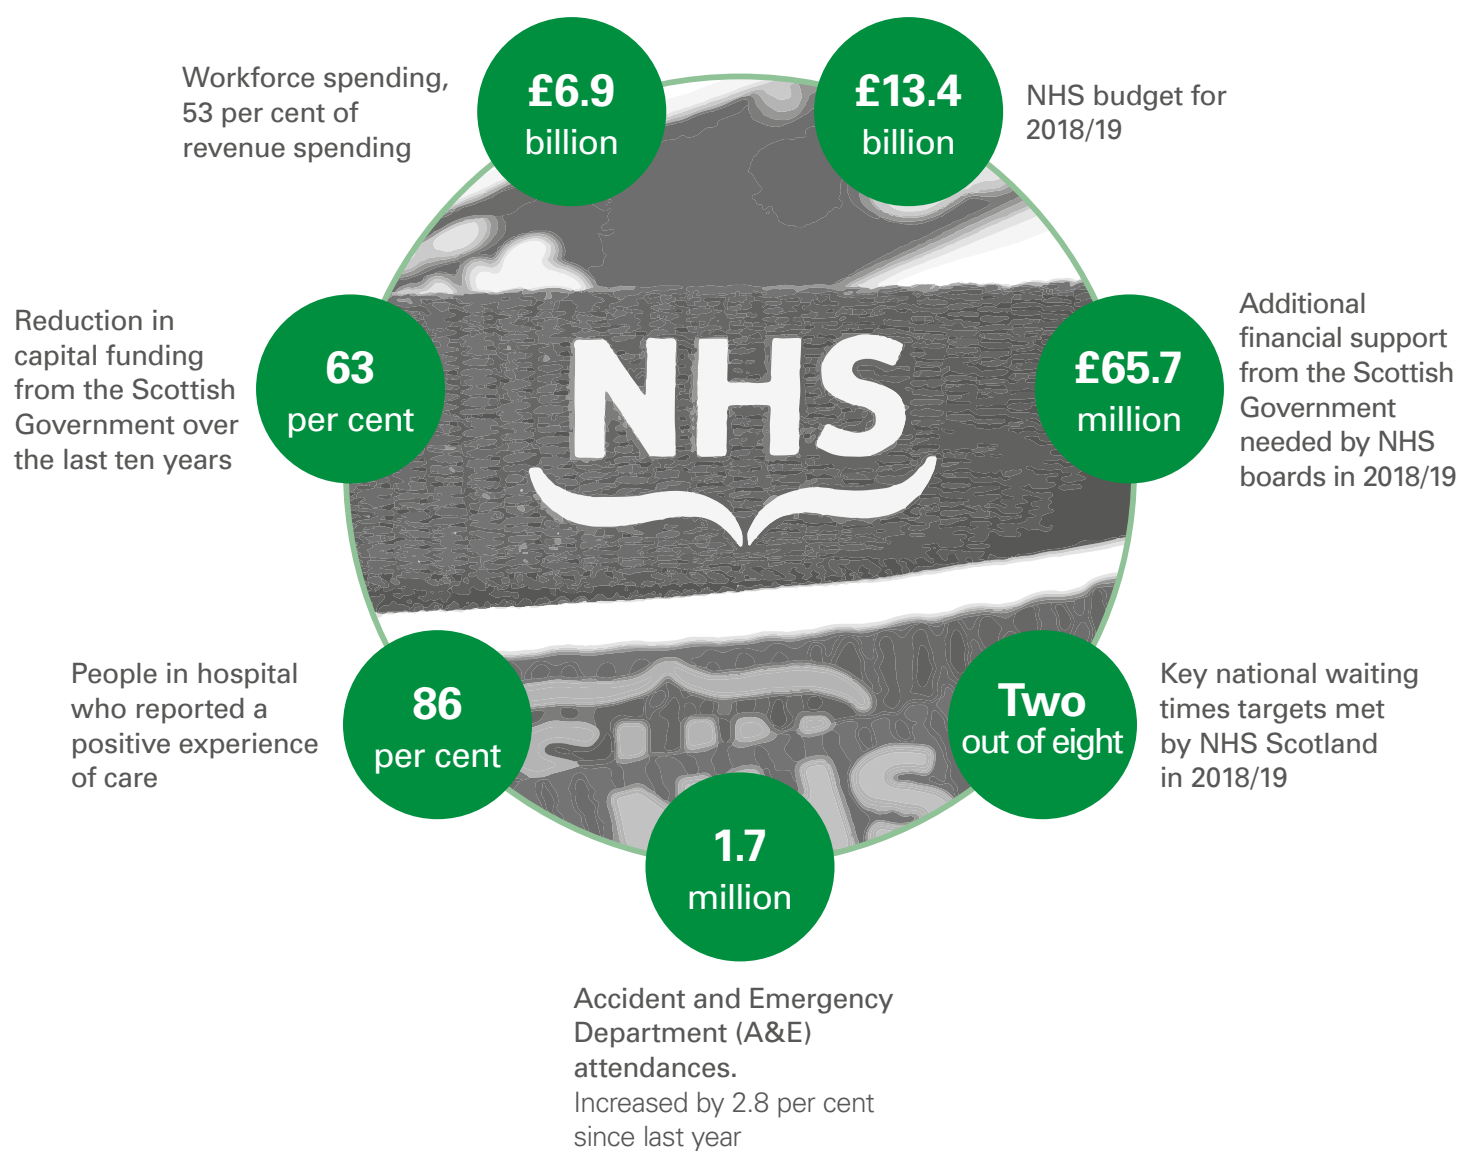 Workforce spending,
53 per cent of
revenue spending
£6.9
billion
£13.4
billion
NHS budget for
2018/19
Reduction in
capital funding
from the Scottish
Government over
the last ten years
63
per cent
NHS
£65.7
million
Additional
financial support
from the Scottish
Government
needed by NHS
boards in 2018/19
People in hospital
who reported a
positive experience
of care
86
per cent
Two
out of eight
Key national waiting
times targets met
by NHS Scotland
in 2018/19
1.7
million
Accident and Emergency
Department (A&E)
attendances.
Increased by 2.8 per cent
since last year